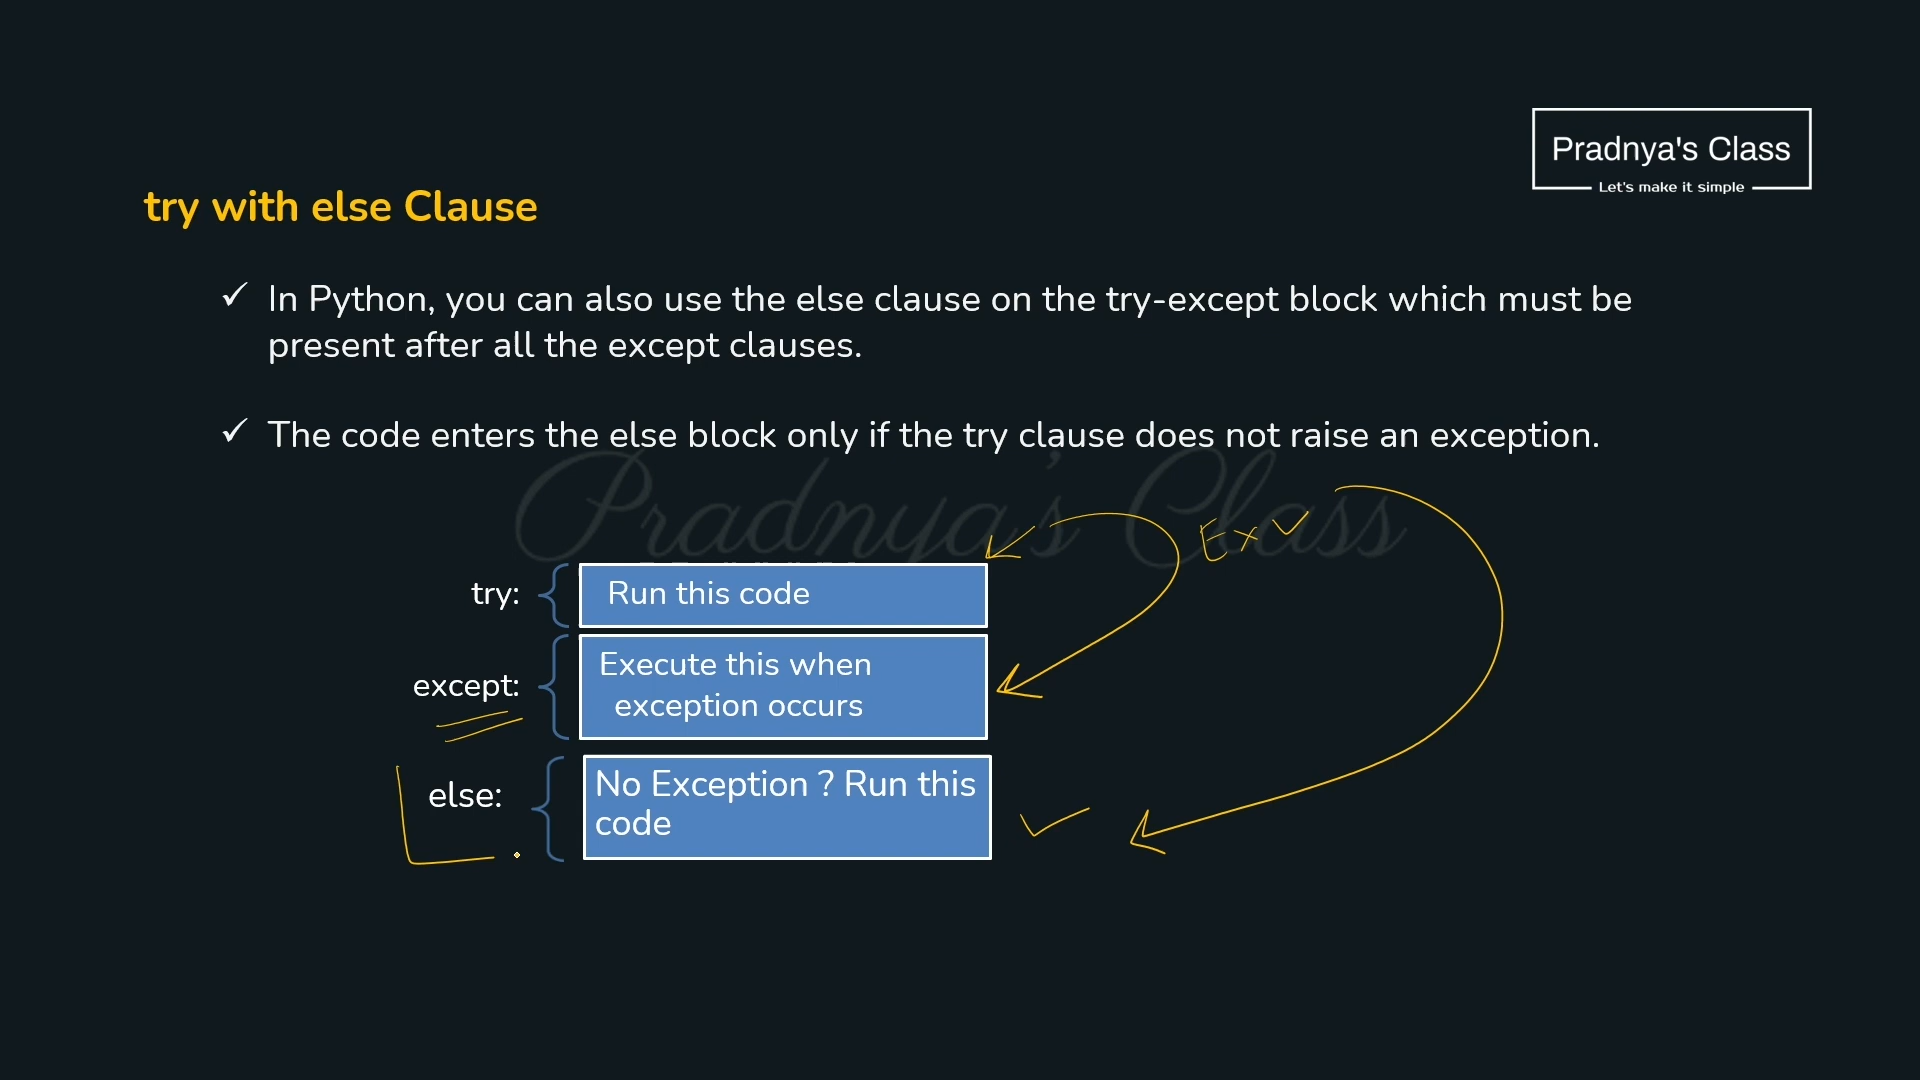 Pradnya's Class
Let's make it simple
try with else Clause
✓ In Python, you can also use the else clause on the try-except block which must be
present after all the except clauses.
✓ The code enters the else block only if the try clause does not raise an exception.
Pradnya's Class
Ex ✓
try: Run this code
except: Execute this when
exception occurs
else: No Exception ? Run this
code